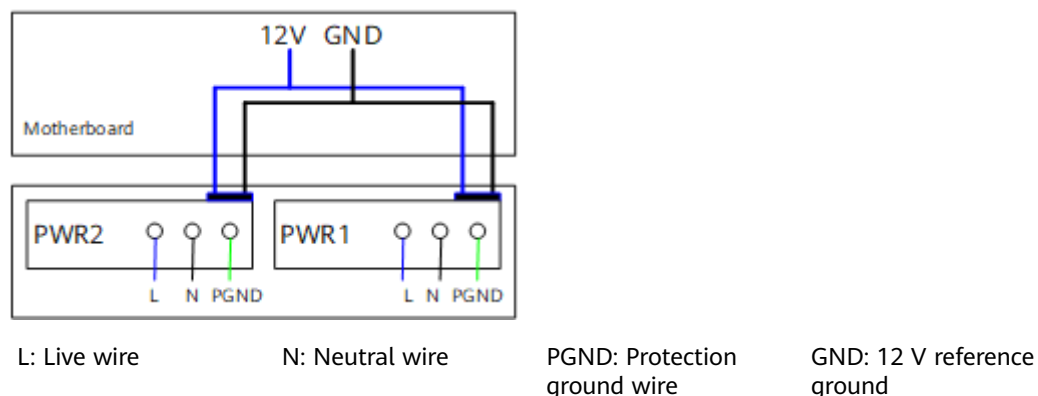 12V GND
Motherboard
PWR2
PWR1
L N PGND
L N PGND
L: Live wire
N: Neutral wire
PGND: Protection
ground wire
GND: 12 V reference
ground